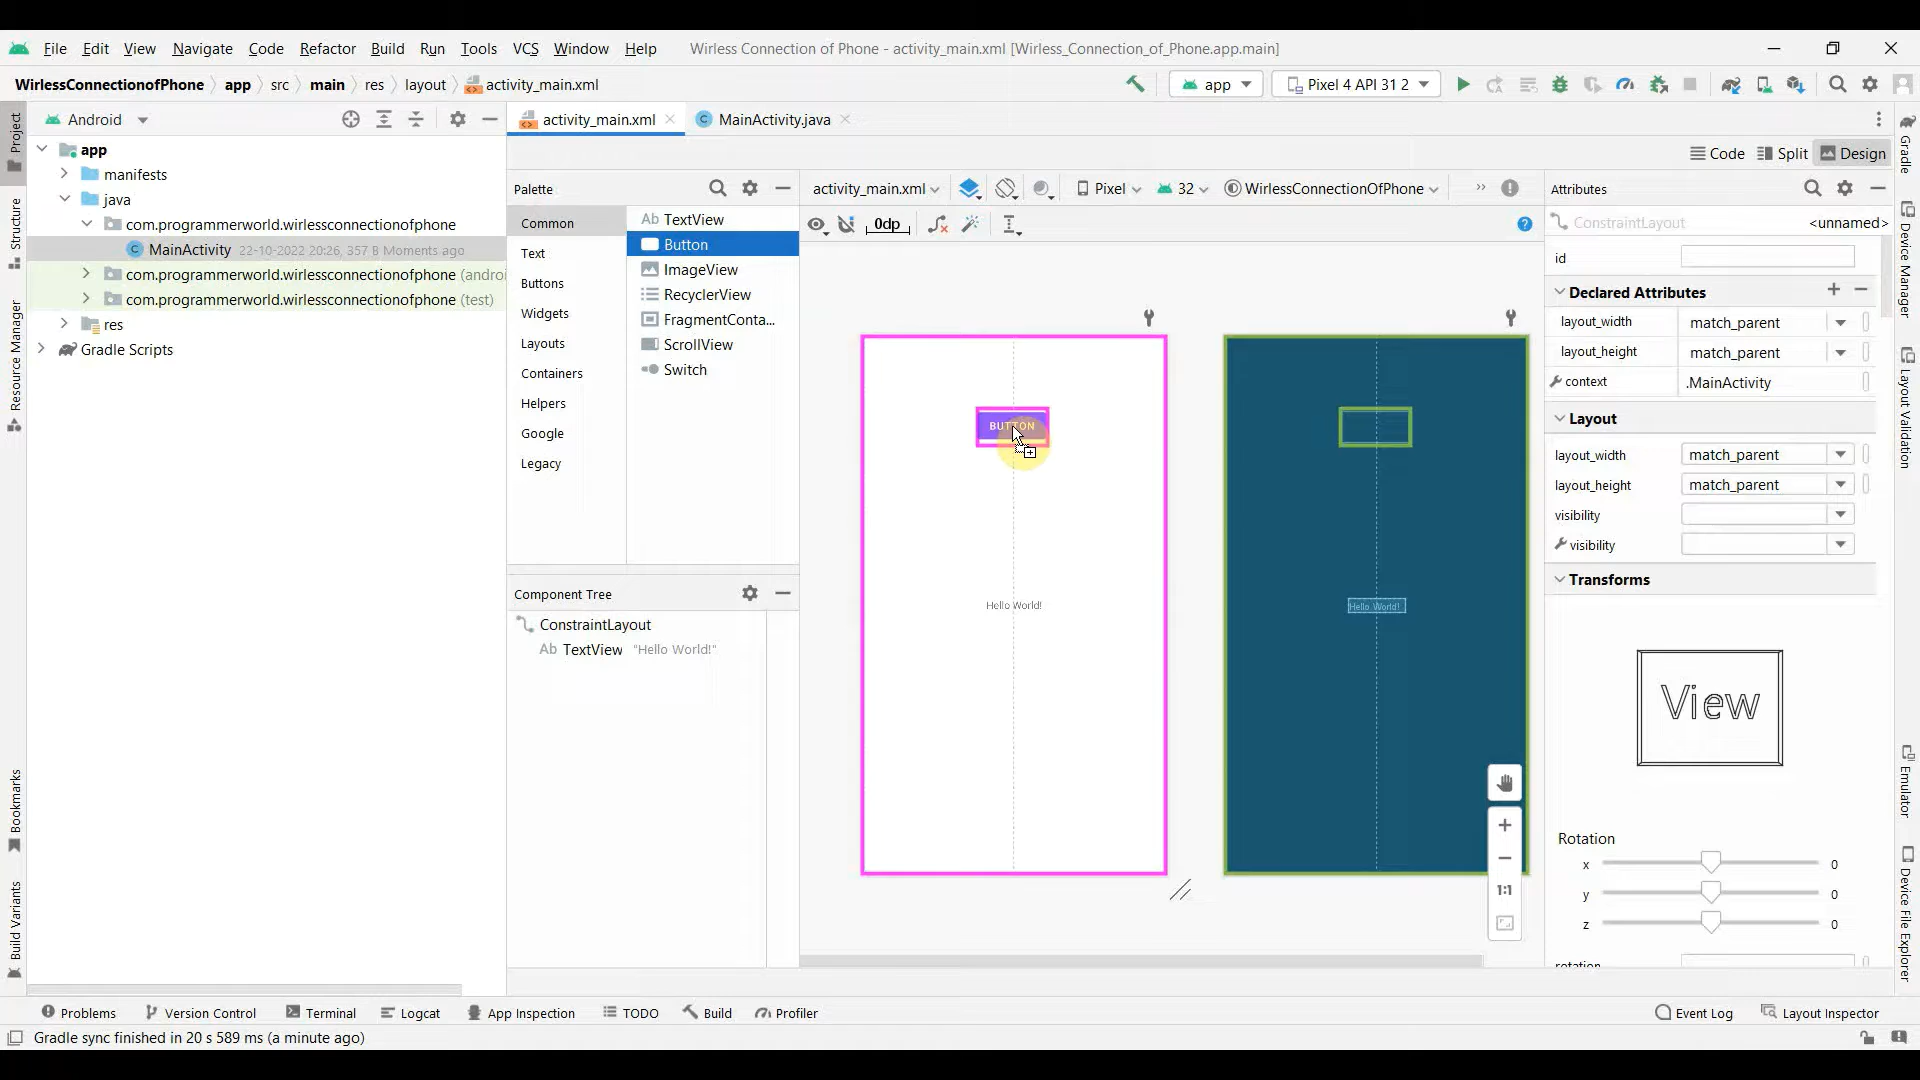 File Edit View Navigate Code Refactor Build Run Tools VCS Window Help Wirless Connection of Phone - activity_main.xml [Wirless_Connection_of_Phone.app.main]
WirlessConnectionofPhone app src main res layout activity_main.xml app Pixel 4 API 31 2
Project
Structure
Resource Manager
Bookmarks
Build Variants
Android
app
manifests
java
com.programmerworld.wirlessconnectionofphone
MainActivity 22-10-2022 20:26, 357 B Moments ago
com.programmerworld.wirlessconnectionofphone (androi
com.programmerworld.wirlessconnectionofphone (test)
res
Gradle Scripts
activity_main.xml MainActivity.java
Code Split Design
Palette
Common
Text
Buttons
Widgets
Layouts
Containers
Helpers
Google
Legacy
Ab TextView
Button
ImageView
RecyclerView
FragmentConta...
ScrollView
Switch
Component Tree
ConstraintLayout
Ab TextView "Hello World!"
activity_main.xml Pixel 32 WirlessConnectionOfPhone
0dp
BUTTON
Hello World!
Hello World!
1:1
Attributes
ConstraintLayout <unnamed>
id
Declared Attributes
layout_width match_parent
layout_height match_parent
context .MainActivity
Layout
layout_width match_parent
layout_height match_parent
visibility
visibility
Transforms
View
Rotation
x 0
y 0
z 0
rotation
Gradle
Device Manager
Layout Validation
Emulator
Device File Explorer
Problems Version Control Terminal Logcat App Inspection TODO Build Profiler Event Log Layout Inspector
Gradle sync finished in 20 s 589 ms (a minute ago)